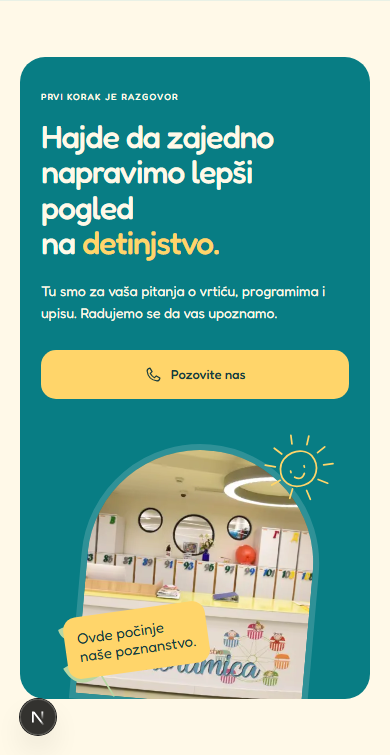 PRVI KORAK JE RAZGOVOR
Hajde da zajedno
napravimo lepši
pogled
na detinjstvo.
Tu smo za vaša pitanja o vrtiću, programima i
upisu. Radujemo se da vas upoznamo.
Pozovite nas
Ovde počinje
naše poznanstvo.
N